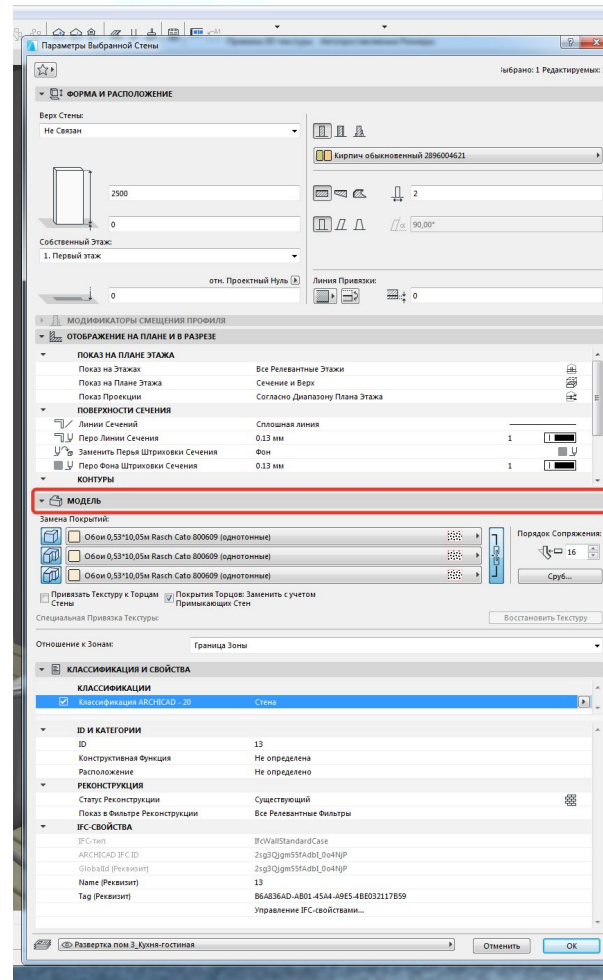 Параметры Выбранной Стены
Выбрано: 1 Редактируемых:
ФОРМА И РАСПОЛОЖЕНИЕ
Верх Стены:
Не Связан
Кирпич обыкновенный 2896004621
2500
2
0
α 90,00°
Собственный Этаж:
1. Первый этаж
отн. Проектный Нуль
Линия Привязки:
0
0
МОДИФИКАТОРЫ СМЕЩЕНИЯ ПРОФИЛЯ
ОТОБРАЖЕНИЕ НА ПЛАНЕ И В РАЗРЕЗЕ
ПОКАЗ НА ПЛАНЕ ЭТАЖА
Показ на Этажах Все Релевантные Этажи
Показ на Плане Этажа Сечение и Верх
Показ Проекции Согласно Диапазону Плана Этажа
ПОВЕРХНОСТИ СЕЧЕНИЯ
Линии Сечений Сплошная линия
Перо Линии Сечения 0.13 мм 1
Заменить Перья Штриховки Сечения Фон
Перо Фона Штриховки Сечения 0.13 мм 1
КОНТУРЫ
МОДЕЛЬ
Замена Покрытий:
Обои 0,53*10,05м Rasch Cato 800609 (однотонные)
Порядок Сопряжения:
Обои 0,53*10,05м Rasch Cato 800609 (однотонные)
16
Обои 0,53*10,05м Rasch Cato 800609 (однотонные)
Сруб...
Привязать Текстуру к Торцам Стены
Покрытия Торцов: Заменить с учетом Примыкающих Стен
Специальная Привязка Текстуры:
Восстановить Текстуру
Отношение к Зонам: Граница Зоны
КЛАССИФИКАЦИЯ И СВОЙСТВА
КЛАССИФИКАЦИИ
Классификация ARCHICAD - 20 Стена
ID И КАТЕГОРИИ
ID 13
Конструктивная Функция Не определена
Расположение Не определено
РЕКОНСТРУКЦИЯ
Статус Реконструкции Существующий
Показ в Фильтре Реконструкции Все Релевантные Фильтры
IFC-СВОЙСТВА
IFC-тип IfcWallStandardCase
ARCHICAD IFC ID 2sg3Qjgm5SfAdbI_0o4NjP
GlobalId (Реквизит) 2sg3Qjgm5SfAdbI_0o4NjP
Name (Реквизит) 13
Tag (Реквизит) B6A836AD-AB01-45A4-A9E5-4BE032117B59
Управление IFC-свойствами...
Развертка пом 3_Кухня-гостиная
Отменить
OK